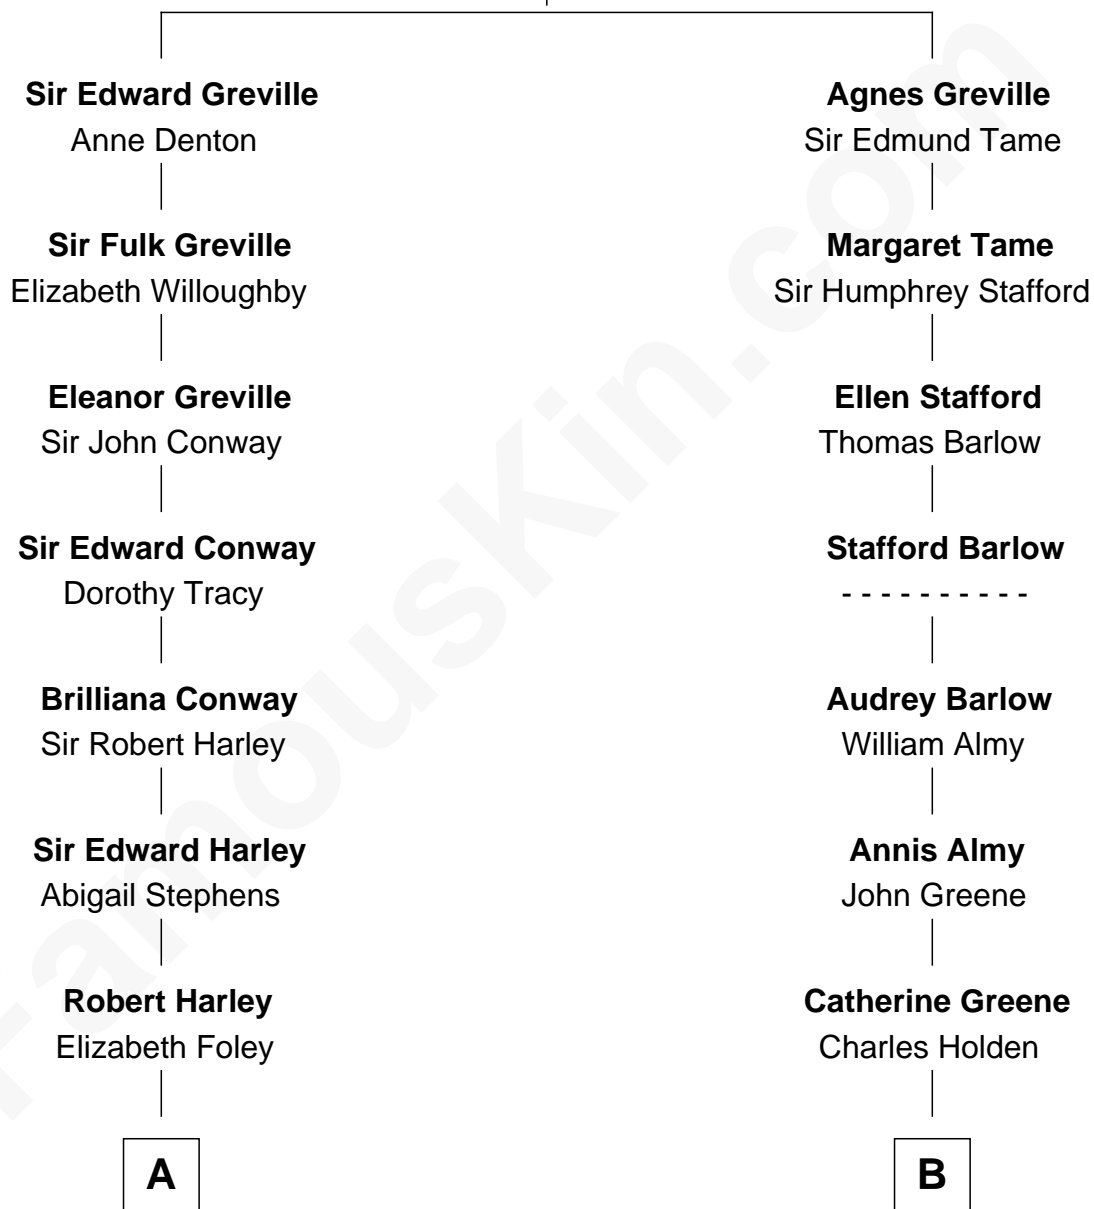 Sir Edward Greville
Anne Denton
Sir Fulk Greville
Elizabeth Willoughby
Eleanor Greville
Sir John Conway
Sir Edward Conway
Dorothy Tracy
Brilliana Conway
Sir Robert Harley
Sir Edward Harley
Abigail Stephens
Robert Harley
Elizabeth Foley
A
Agnes Greville
Sir Edmund Tame
Margaret Tame
Sir Humphrey Stafford
Ellen Stafford
Thomas Barlow
Stafford Barlow
- - - - - - - - - -
Audrey Barlow
William Almy
Annis Almy
John Greene
Catherine Greene
Charles Holden
B
FamousKin.com